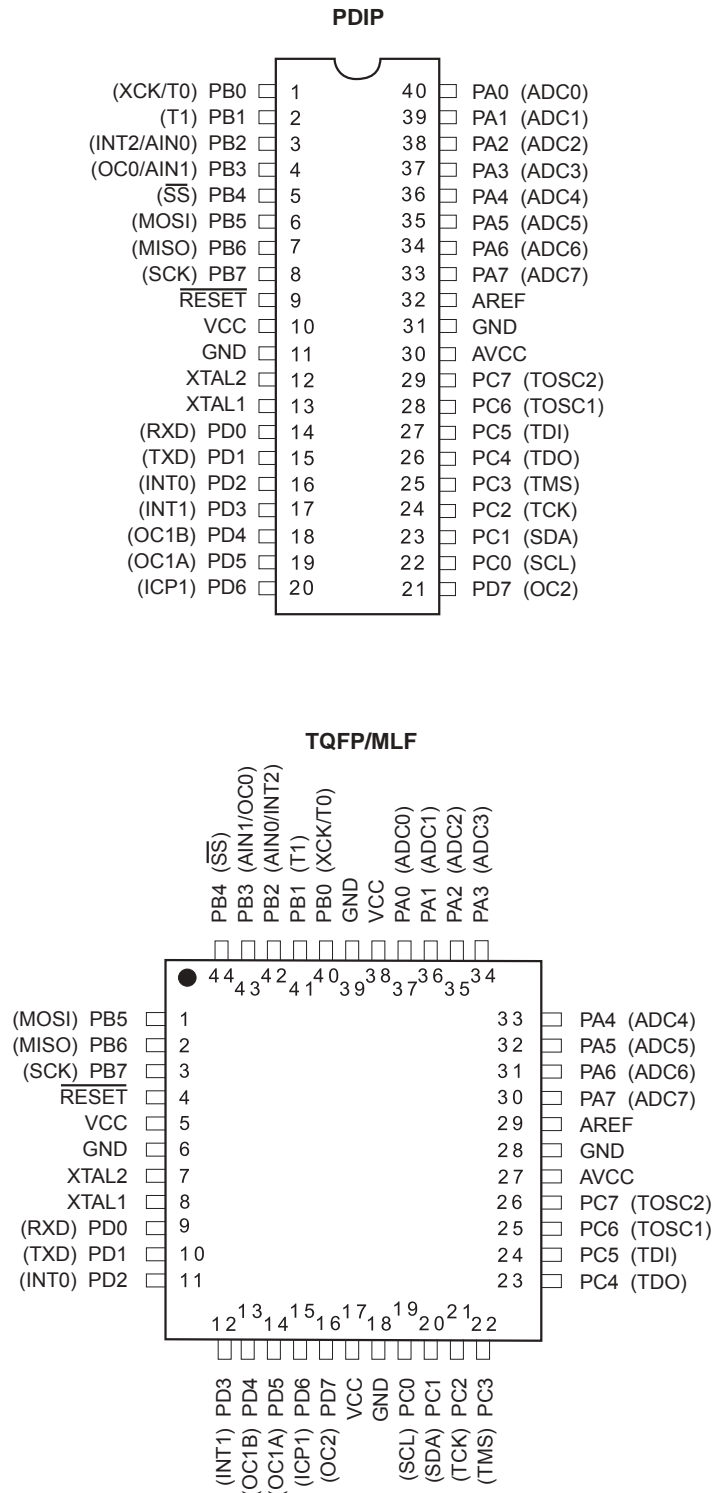 PDIP
(XCK/T0) PB0 1 40 PA0 (ADC0)
(T1) PB1 2 39 PA1 (ADC1)
(INT2/AIN0) PB2 3 38 PA2 (ADC2)
(OC0/AIN1) PB3 4 37 PA3 (ADC3)
(SS) PB4 5 36 PA4 (ADC4)
(MOSI) PB5 6 35 PA5 (ADC5)
(MISO) PB6 7 34 PA6 (ADC6)
(SCK) PB7 8 33 PA7 (ADC7)
RESET 9 32 AREF
VCC 10 31 GND
GND 11 30 AVCC
XTAL2 12 29 PC7 (TOSC2)
XTAL1 13 28 PC6 (TOSC1)
(RXD) PD0 14 27 PC5 (TDI)
(TXD) PD1 15 26 PC4 (TDO)
(INT0) PD2 16 25 PC3 (TMS)
(INT1) PD3 17 24 PC2 (TCK)
(OC1B) PD4 18 23 PC1 (SDA)
(OC1A) PD5 19 22 PC0 (SCL)
(ICP1) PD6 20 21 PD7 (OC2)
TQFP/MLF
PB4 (SS)
PB3 (AIN1/OC0)
PB2 (AIN0/INT2)
PB1 (T1)
PB0 (XCK/T0)
GND
VCC
PA0 (ADC0)
PA1 (ADC1)
PA2 (ADC2)
PA3 (ADC3)
44 43 42 41 40 39 38 37 36 35 34
(MOSI) PB5 1 33 PA4 (ADC4)
(MISO) PB6 2 32 PA5 (ADC5)
(SCK) PB7 3 31 PA6 (ADC6)
RESET 4 30 PA7 (ADC7)
VCC 5 29 AREF
GND 6 28 GND
XTAL2 7 27 AVCC
XTAL1 8 26 PC7 (TOSC2)
(RXD) PD0 9 25 PC6 (TOSC1)
(TXD) PD1 10 24 PC5 (TDI)
(INT0) PD2 11 23 PC4 (TDO)
12 13 14 15 16 17 18 19 20 21 22
(INT1) PD3
(OC1B) PD4
(OC1A) PD5
(ICP1) PD6
(OC2) PD7
VCC
GND
(SCL) PC0
(SDA) PC1
(TCK) PC2
(TMS) PC3